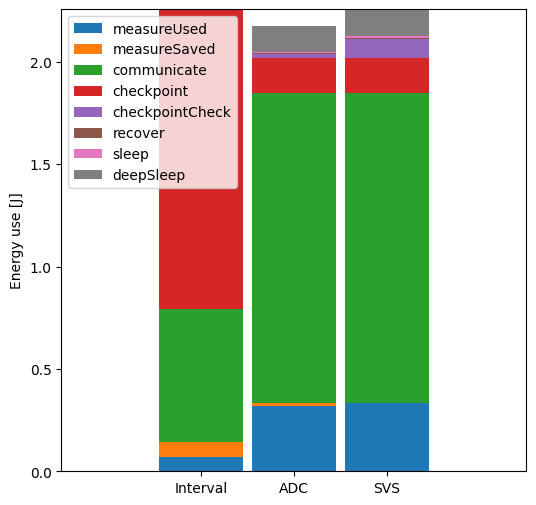 measureUsed
measureSaved
communicate
checkpoint
checkpointCheck
recover
sleep
deepSleep
Energy use [J]
2.0
1.5
1.0
0.5
0.0
Interval ADC SVS